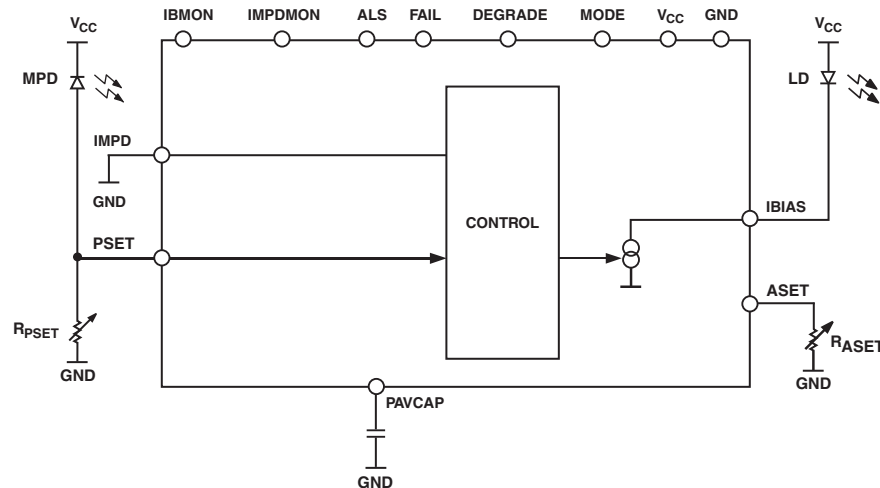 IBMON IMPDMON ALS FAIL DEGRADE MODE VCC GND
VCC
VCC
MPD
LD
IMPD
GND
CONTROL
IBIAS
PSET
ASET
RPSET
RASET
GND
GND
PAVCAP
GND